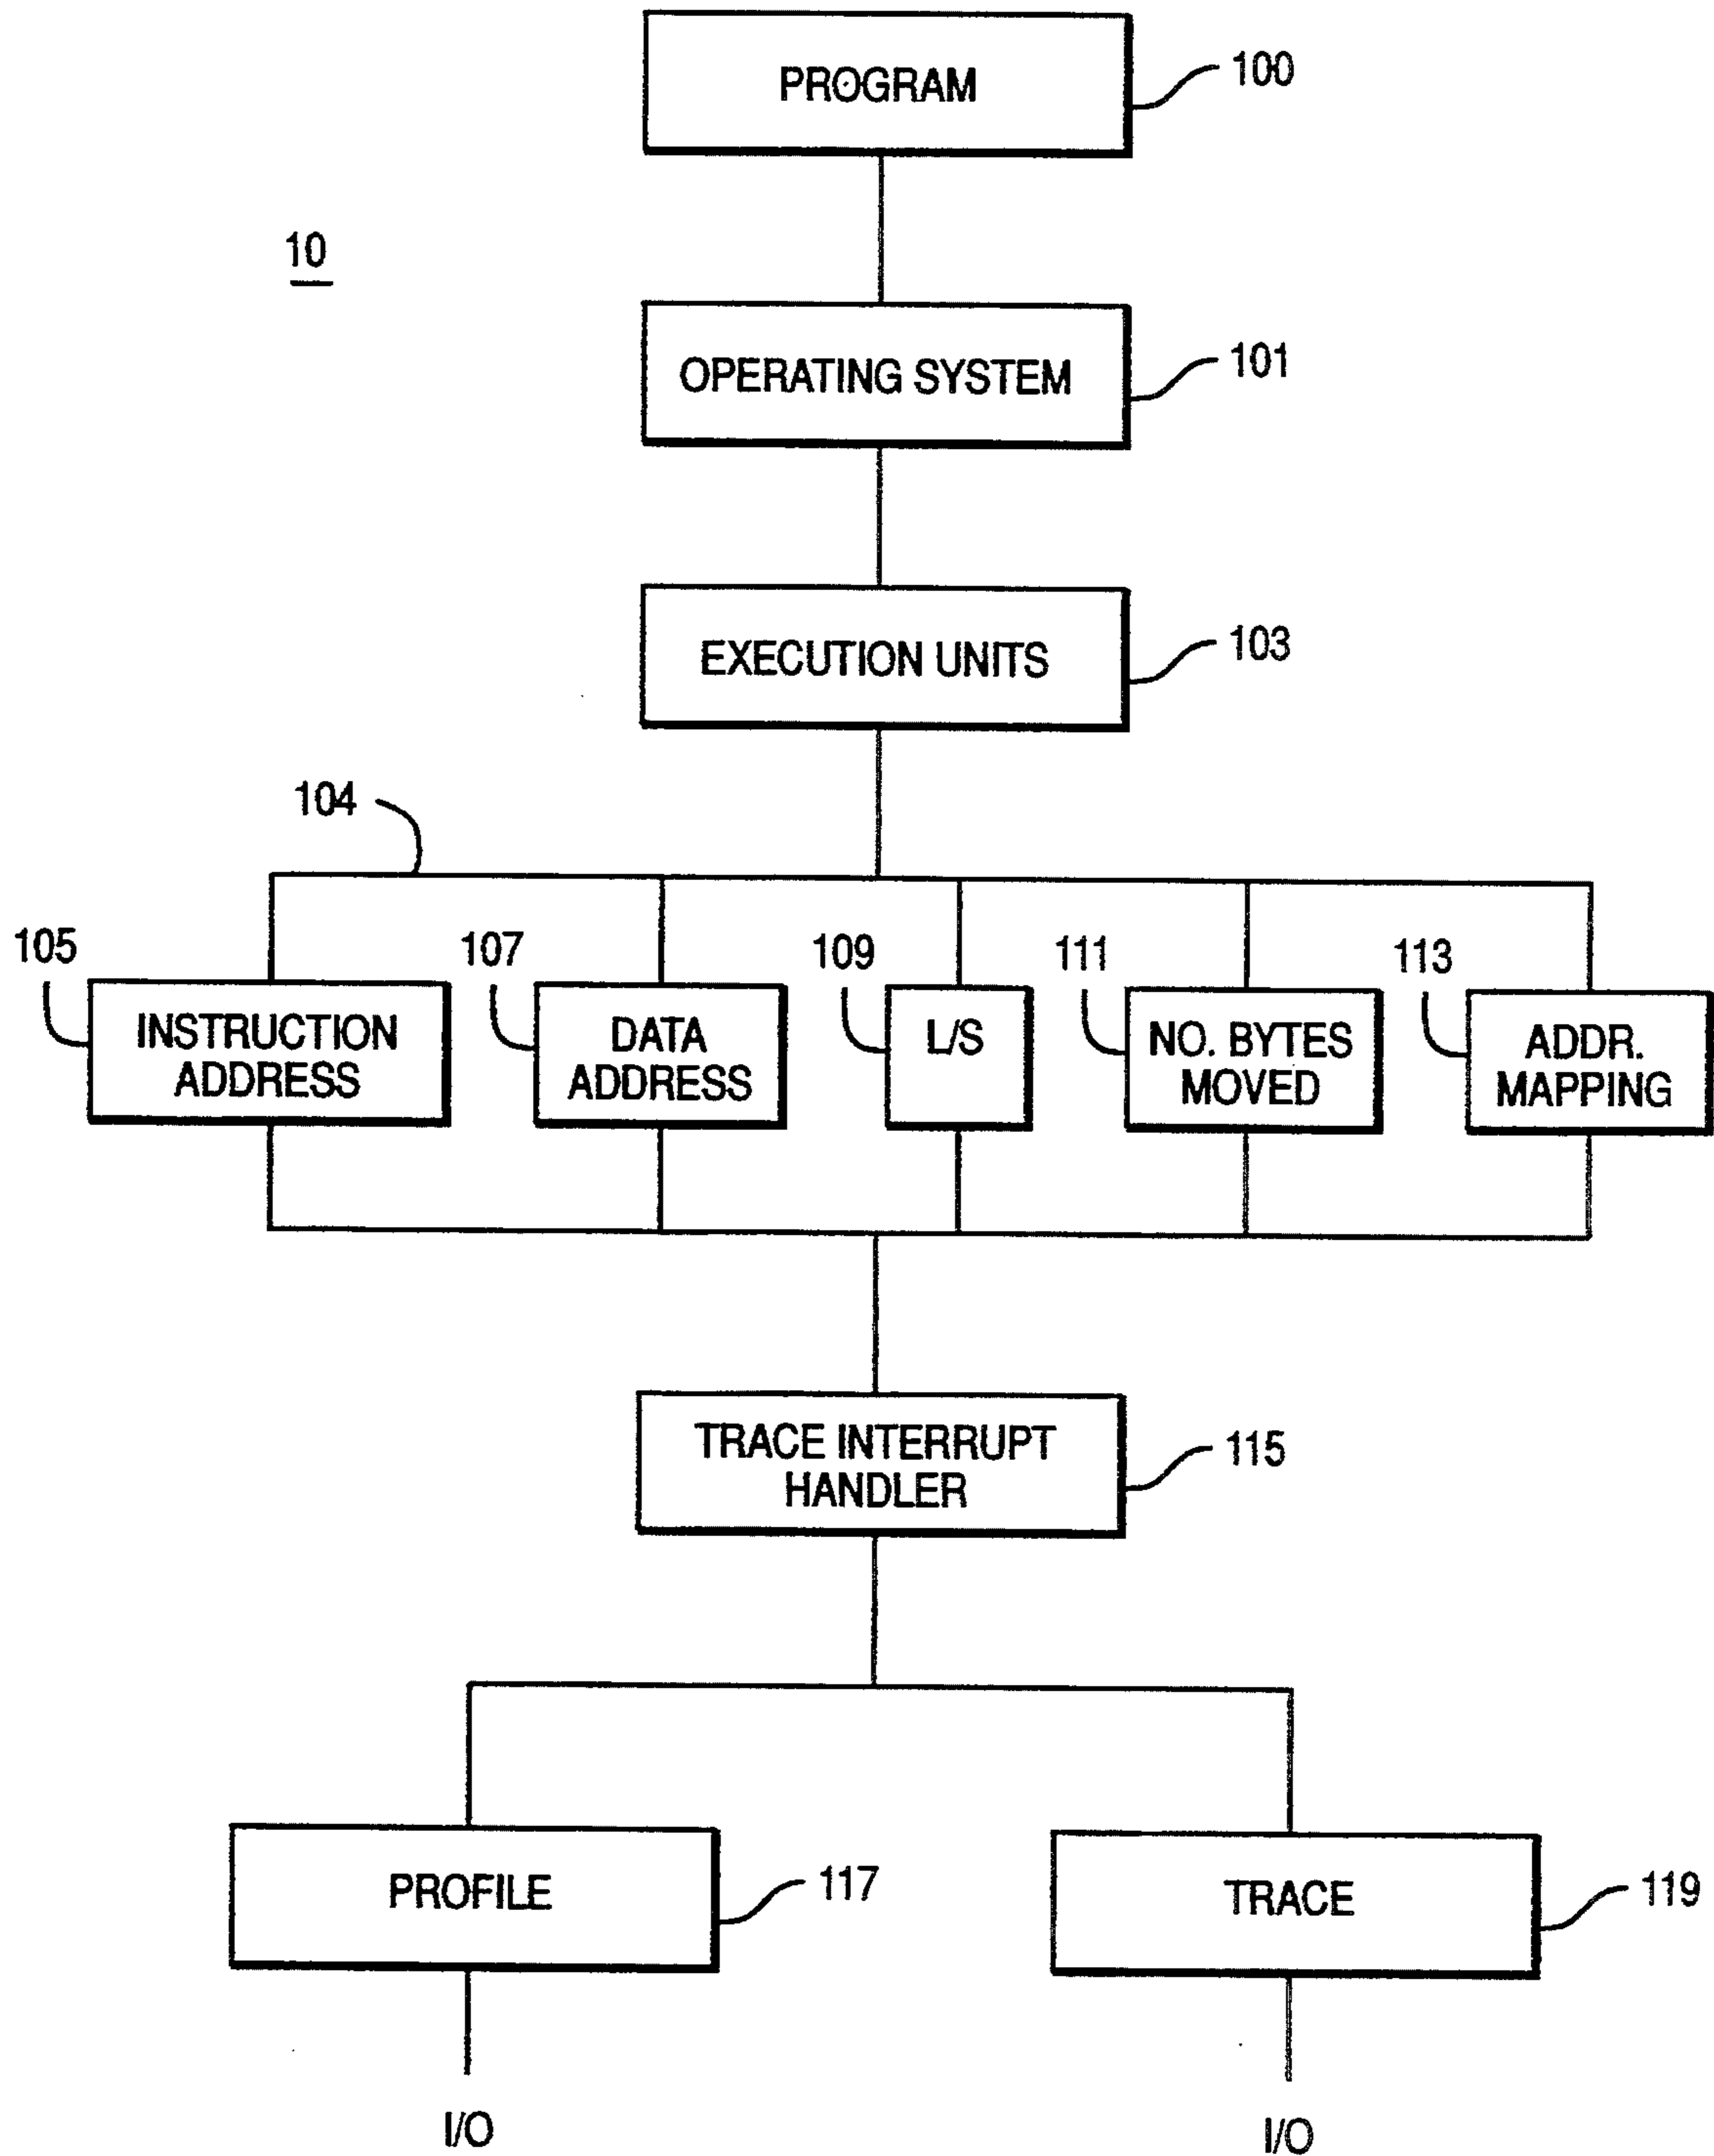 PROGRAM
100
10
OPERATING SYSTEM
101
EXECUTION UNITS
103
104
105
107
109
111
113
INSTRUCTION
ADDRESS
DATA
ADDRESS
L/S
NO. BYTES
MOVED
ADDR.
MAPPING
TRACE INTERRUPT
HANDLER
115
PROFILE
117
TRACE
119
I/O
I/O